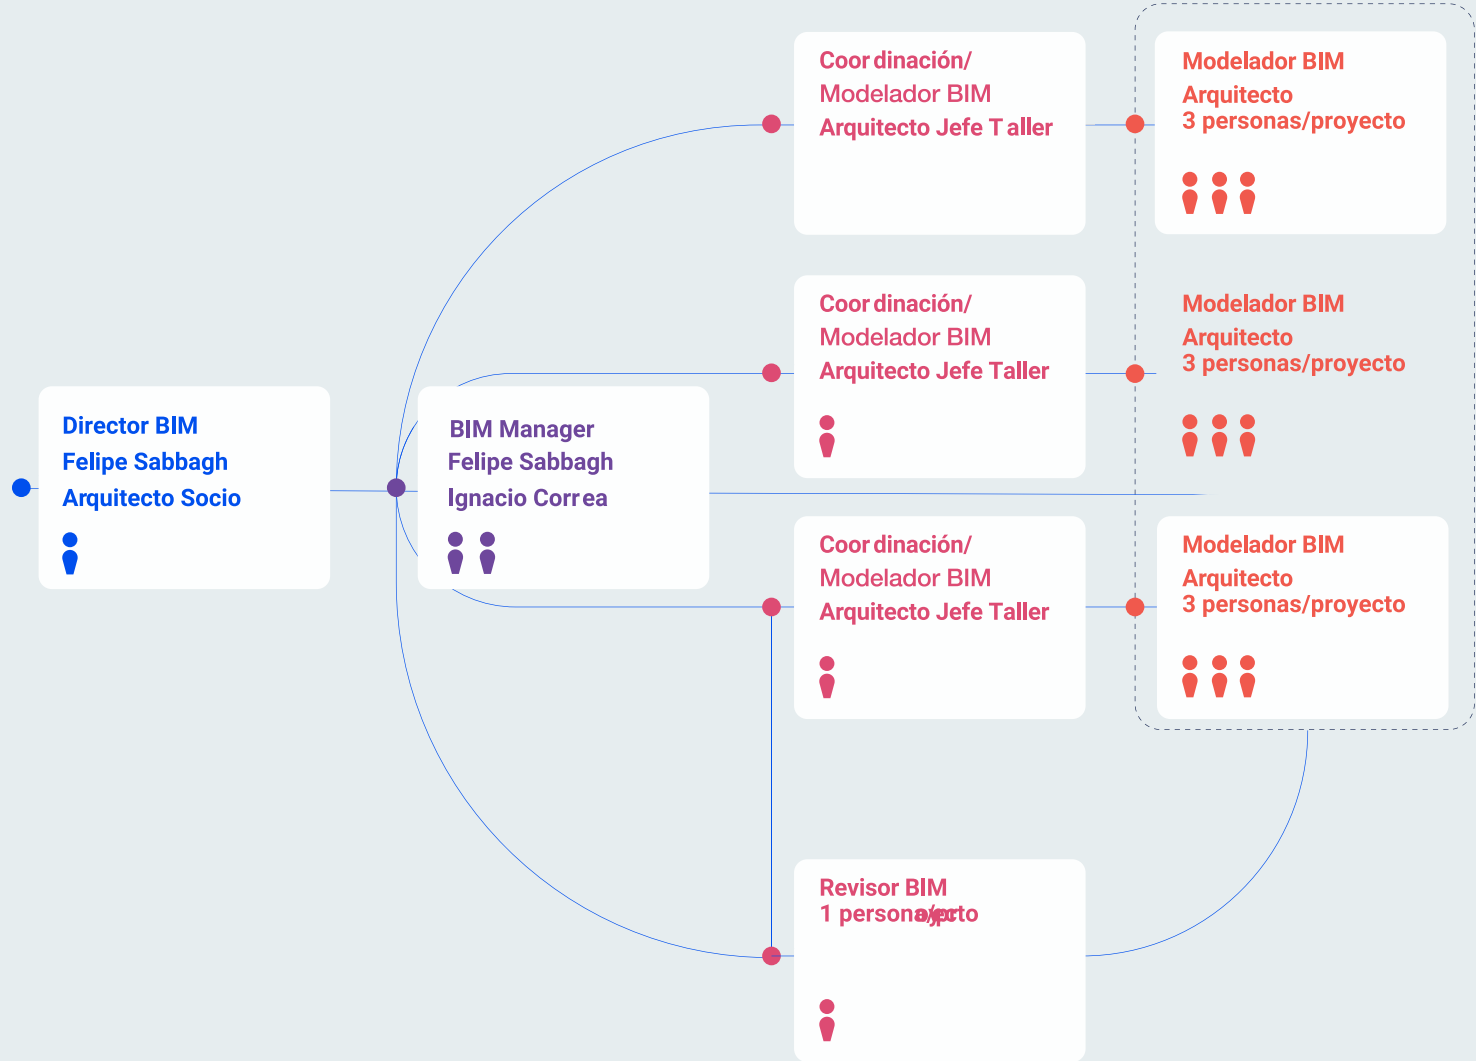 Director BIM
Felipe Sabbagh
Arquitecto Socio
BIM Manager
Felipe Sabbagh
Ignacio Correa
Coordinación/
Modelador BIM
Arquitecto Jefe Taller
Modelador BIM
Arquitecto
3 personas/proyecto
Coordinación/
Modelador BIM
Arquitecto Jefe Taller
Modelador BIM
Arquitecto
3 personas/proyecto
Coordinación/
Modelador BIM
Arquitecto Jefe Taller
Modelador BIM
Arquitecto
3 personas/proyecto
Revisor BIM
1